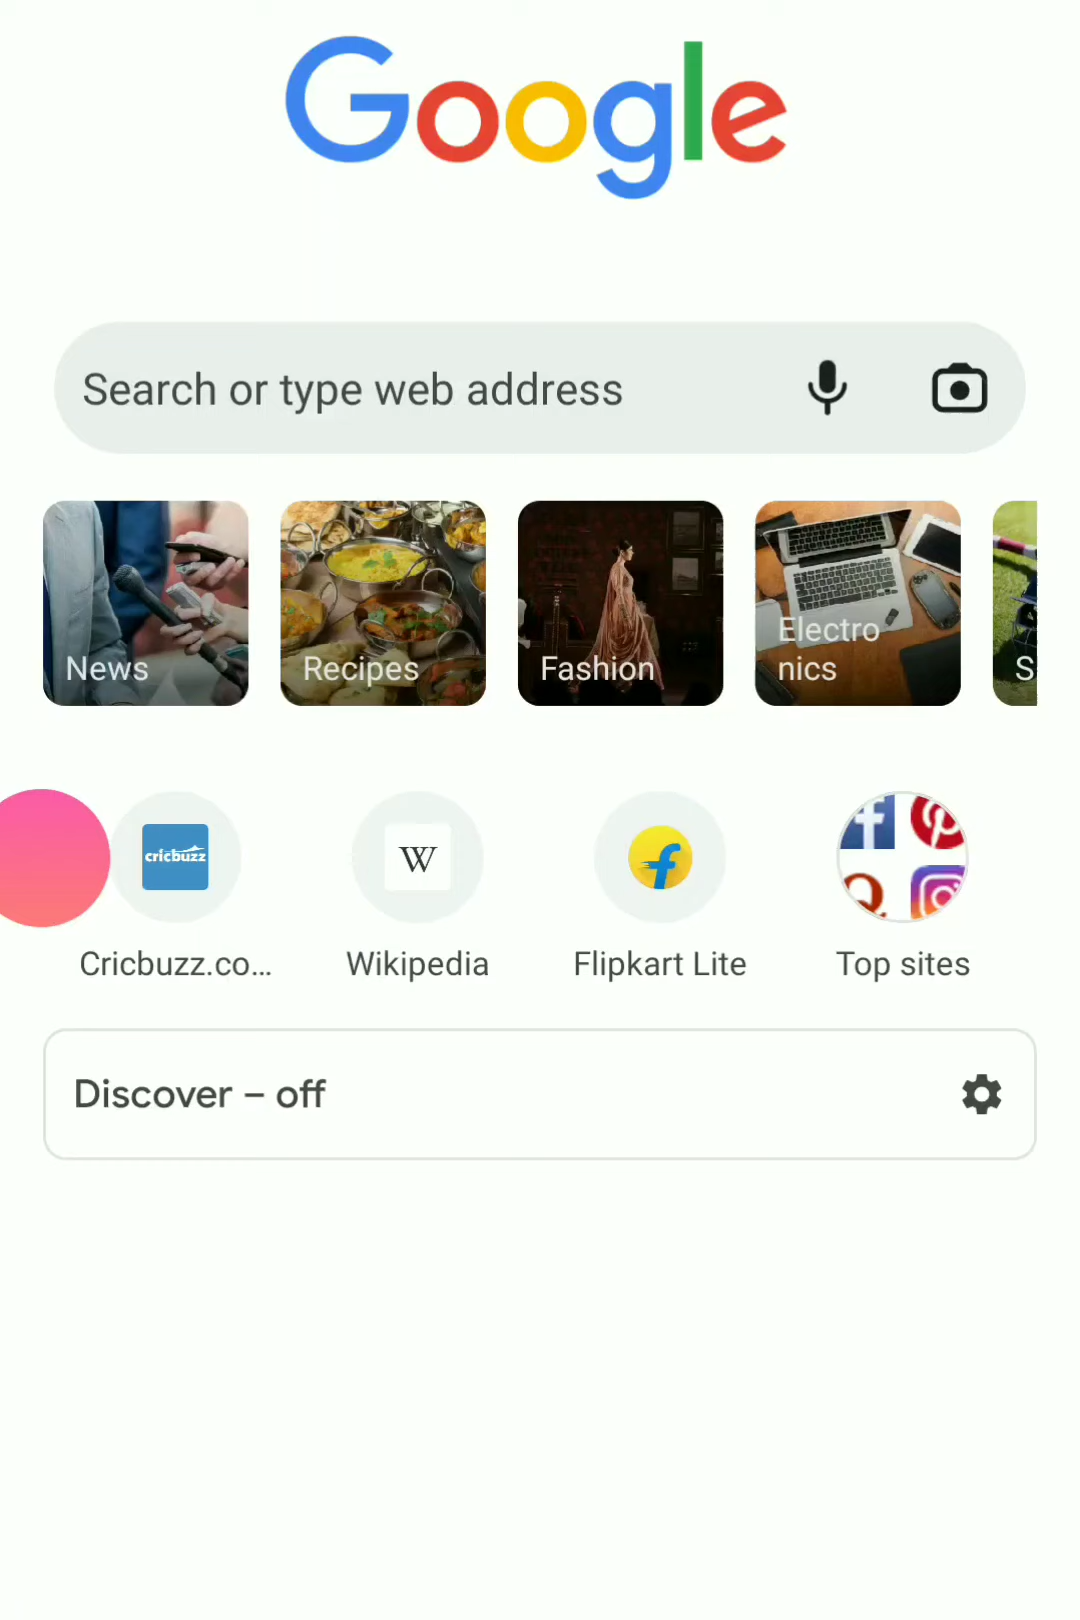 Google
Search or type web address
News
Recipes
Fashion
Electro
nics
S
cricbuzz
W
f
f
Q
Cricbuzz.co...
Wikipedia
Flipkart Lite
Top sites
Discover – off